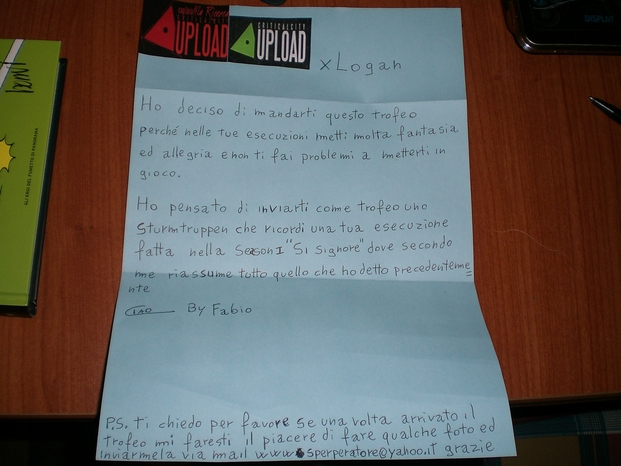 UPLOAD
CRITICALCITY
UPLOAD
x Logan
Ho deciso di mandarti questo trofeo
perché nelle tue esecuzioni metti molta fantasia
ed allegria e non ti fai problemi a metterti in
gioco.
Ho pensato di inviarti come trofeo uno
Sturmtruppen che ricordi una tua esecuzione
fatta nella Season I "Si Signore" dove secondo
me riassume tutto quello che ho detto precedenteme
nte
CIAO By Fabio
P.S. Ti chiedo per favore se una volta arrivato il
trofeo mi faresti il piacere di fare qualche foto ed
inviarmela via mail www sperperatore@yahoo.it grazie
DISPLAY